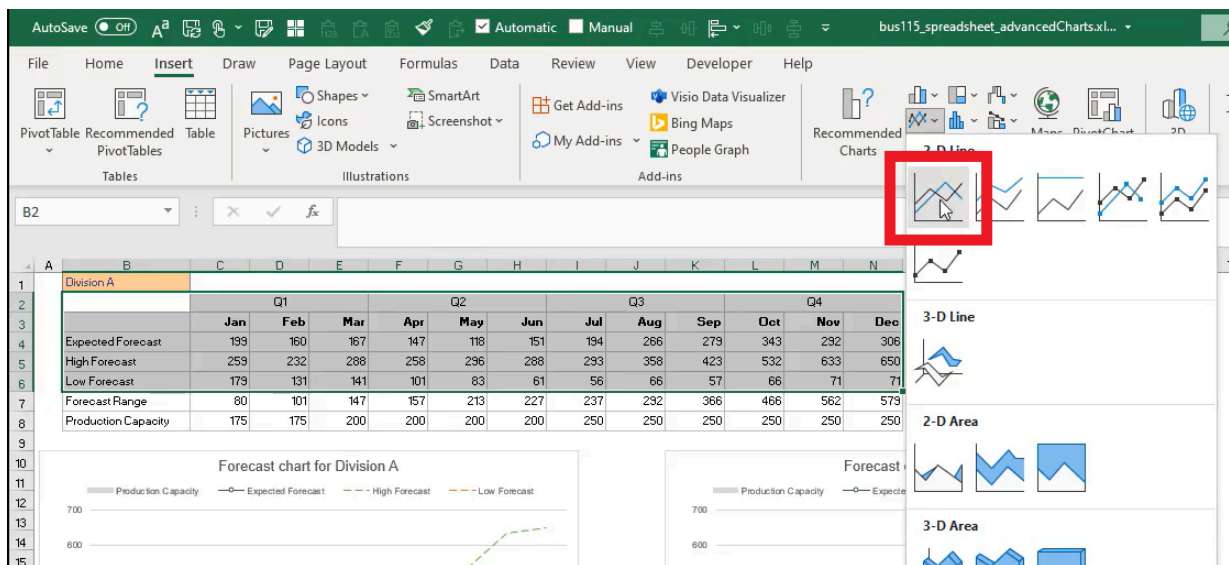 AutoSave Off Automatic Manual bus115_spreadsheet_advancedCharts.xl...
File Home Insert Draw Page Layout Formulas Data Review View Developer Help
PivotTable Recommended PivotTables Table
Tables
Pictures Shapes Icons 3D Models SmartArt Screenshot
Illustrations
Get Add-ins My Add-ins Visio Data Visualizer Bing Maps People Graph
Add-ins
Recommended Charts Maps PivotChart 3D
B2 fx
A B C D E F G H I J K L M N
1 Division A
2 Q1 Q2 Q3 Q4
3 Jan Feb Mar Apr May Jun Jul Aug Sep Oct Nov Dec
4 Expected Forecast 199 160 167 147 118 151 194 266 279 343 292 306
5 High Forecast 259 232 288 258 296 288 293 358 423 532 633 650
6 Low Forecast 179 131 141 101 83 61 56 66 57 66 71 71
7 Forecast Range 80 101 147 157 213 227 237 292 366 466 562 579
8 Production Capacity 175 175 200 200 200 200 250 250 250 250 250 250
9
10
11
12
13
14
15
Forecast chart for Division A
Production Capacity Expected Forecast High Forecast Low Forecast
700
600
Forecast
Production Capacity Expecte
700
600
2-D Line
3-D Line
2-D Area
3-D Area